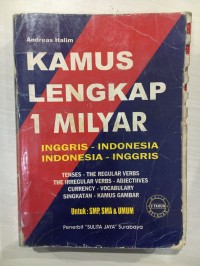 Andreas Halim
KAMUS
LENGKAP
1 MILYAR
INGGRIS - INDONESIA
INDONESIA - INGGRIS
TENSES - THE REGULAR VERBS
THE IRREGULAR VERBS - ADJECTIVES
CURRENCY - VOCABULARY
SINGKATAN - KAMUS GAMBAR
Untuk : SMP, SMA & UMUM
Penerbit "SULITA JAYA" Surabaya